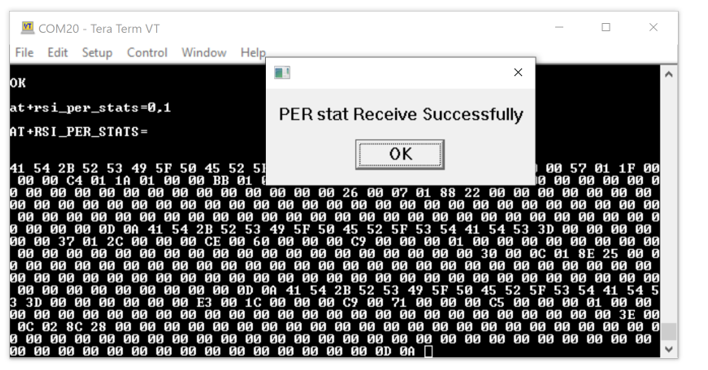 COM20 - Tera Term VT
File Edit Setup Control Window Help
PER stat Receive Successfully
OK
OK
at+rsi_per_stats=0,1
AT+RSI_PER_STATS=
41 54 2B 52 53 49 5F 50 45 52 00 57 01 1F 00
00 00 C4 01 1A 01 00 00 BB 01 00 00 00 00 00
0 00 00 00 00 00 00 00 00 00 00 00 00 00 00 26 00 07 01 88 22 00 00 00 00 00 00
00 00 00 00 00 00 00 00 00 00 00 00 00 00 00 00 00 00 00 00 00 00 00 00 00 00 0
00 00 00 00 00 00 00 00 00 00 00 00 00 00 00 00 00 00 00 00 00 00 00 00 00 00 0
0 00 00 00 0D 0A 41 54 2B 52 53 49 5F 50 45 52 5F 53 54 41 54 53 3D 00 00 00 00
00 00 37 01 2C 00 00 00 CE 00 60 00 00 00 C9 00 00 00 01 00 00 00 00 00 00 00
00 00 00 00 00 00 00 00 00 00 00 00 00 00 00 00 00 00 00 30 00 0C 01 8E 25 00 0
0 00 00 00 00 00 00 00 00 00 00 00 00 00 00 00 00 00 00 00 00 00 00 00 00 00 00
00 00 00 00 00 00 00 00 00 00 00 00 00 00 00 00 00 00 00 00 00 00 00 00 00 00 0
00 00 00 00 00 00 00 00 00 0D 0A 41 54 2B 52 53 49 5F 50 45 52 5F 53 54 41 54 5
3 3D 00 00 00 00 00 00 E3 00 1C 00 00 00 C9 00 71 00 00 00 C5 00 00 00 01 00 00
00 00 00 00 00 00 00 00 00 00 00 00 00 00 00 00 00 00 00 00 00 00 00 00 3E 00
0C 02 8C 28 00 00 00 00 00 00 00 00 00 00 00 00 00 00 00 00 00 00 00 00 00 00 0
0 00 00 00 00 00 00 00 00 00 00 00 00 00 00 00 00 00 00 00 00 00 00 00 00 00 00
00 00 00 00 00 00 00 00 00 00 00 00 00 00 00 0D 0A